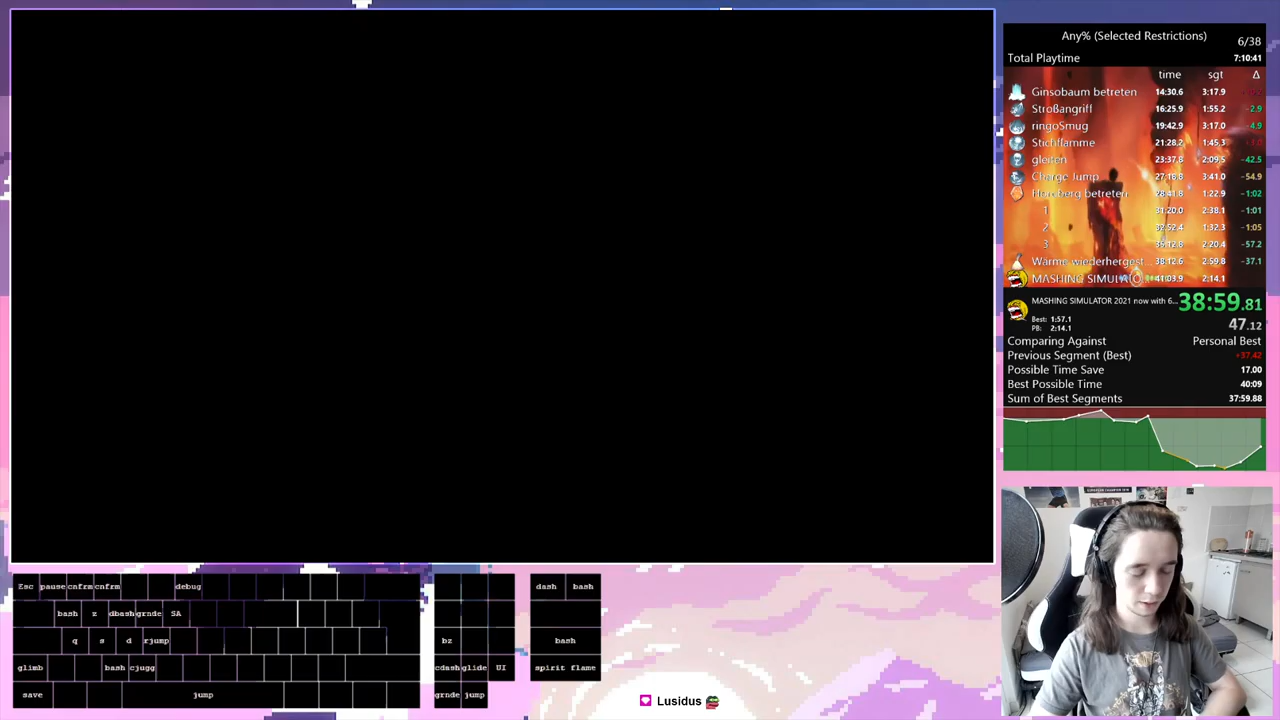 Any% (Selected Restrictions)
6/38
Total Playtime 7:10:41
time sgt Δ
Ginsobaum betreten 14:30.6 3:17.9
Stroßangriff 16:25.9 1:55.2 −2.9
ringoSmug 19:42.9 3:17.0 −4.9
Stichflamme 21:28.2 1:45.3
gleiten 23:37.8 2:09.5 −42.5
Charge Jump 27:18.8 3:41.0 −54.9
betreten 28:41.8 1:22.9 −1:02
1 31:20.0 2:38.1 −1:01
2 32:52.4 1:32.3 −1:05
3 35:12.8 2:20.4 −57.2
Wärme wiederhergest... 38:12.6 2:59.8 −37.1
MASHING 41:03.9 2:14.1
MASHING SIMULATOR 2021 now with 6... 38:59.81
Best: 1:57.1
PB: 2:14.1
47.12
Comparing Against Personal Best
Previous Segment (Best) +37.42
Possible Time Save 17.00
Best Possible Time 40:09
Sum of Best Segments 37:59.88
Esc pause cnfrm cnfrm debug
dash bash
bash z dbash grnde SA
q s d rjump
bz
bash
glimb bash cjugg
cdash glide UI
spirit flame
save jump
grnde jump
Lusidus